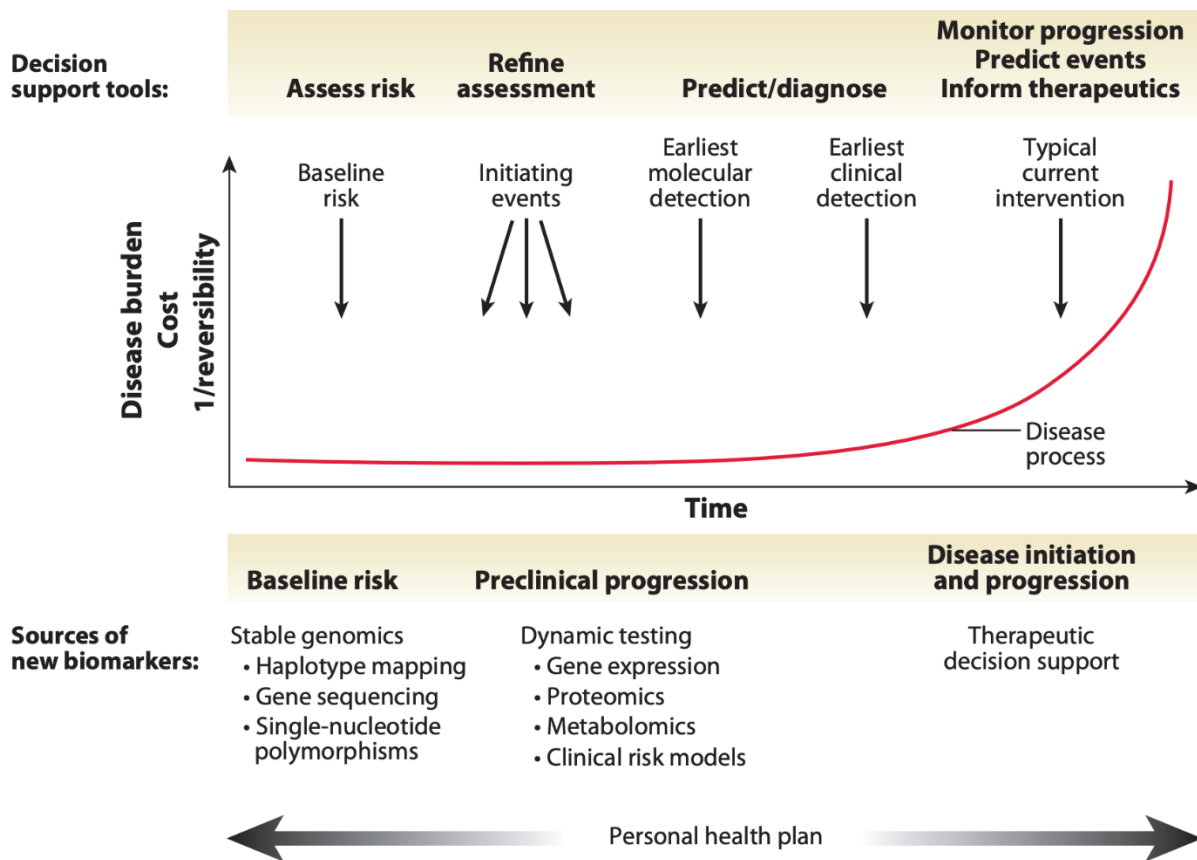 Decision
support tools:
Assess risk
Refine
assessment
Predict/diagnose
Monitor progression
Predict events
Inform therapeutics
Baseline
risk
Initiating
events
Earliest
molecular
detection
Earliest
clinical
detection
Typical
current
intervention
Disease burden
Cost
1/reversibility
Disease
process
Time
Baseline risk
Preclinical progression
Disease initiation
and progression
Sources of
new biomarkers:
Stable genomics
• Haplotype mapping
• Gene sequencing
• Single-nucleotide
polymorphisms
Dynamic testing
• Gene expression
• Proteomics
• Metabolomics
• Clinical risk models
Therapeutic
decision support
Personal health plan